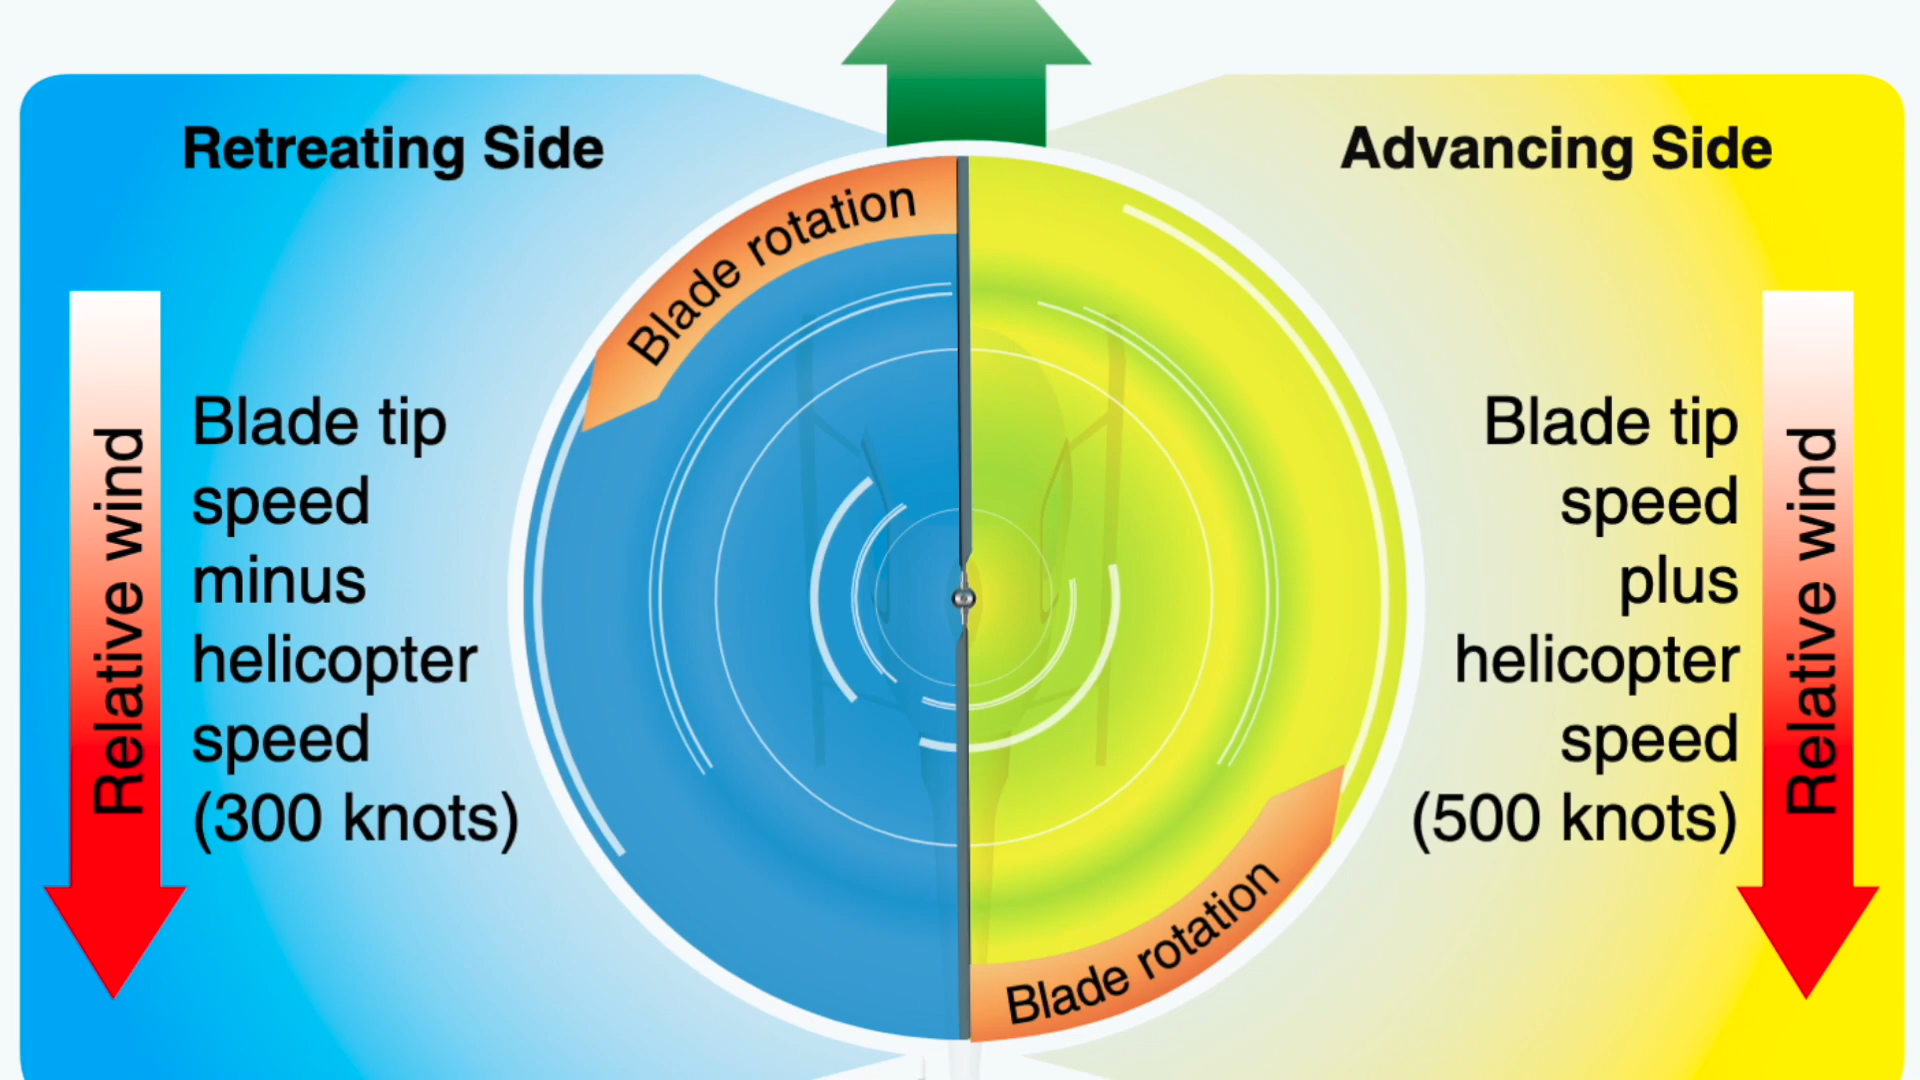 Retreating Side
Advancing Side
Blade rotation
Relative wind
Blade tip
speed
minus
helicopter
speed
(300 knots)
Blade tip
speed
plus
helicopter
speed
(500 knots)
Relative wind
Blade rotation